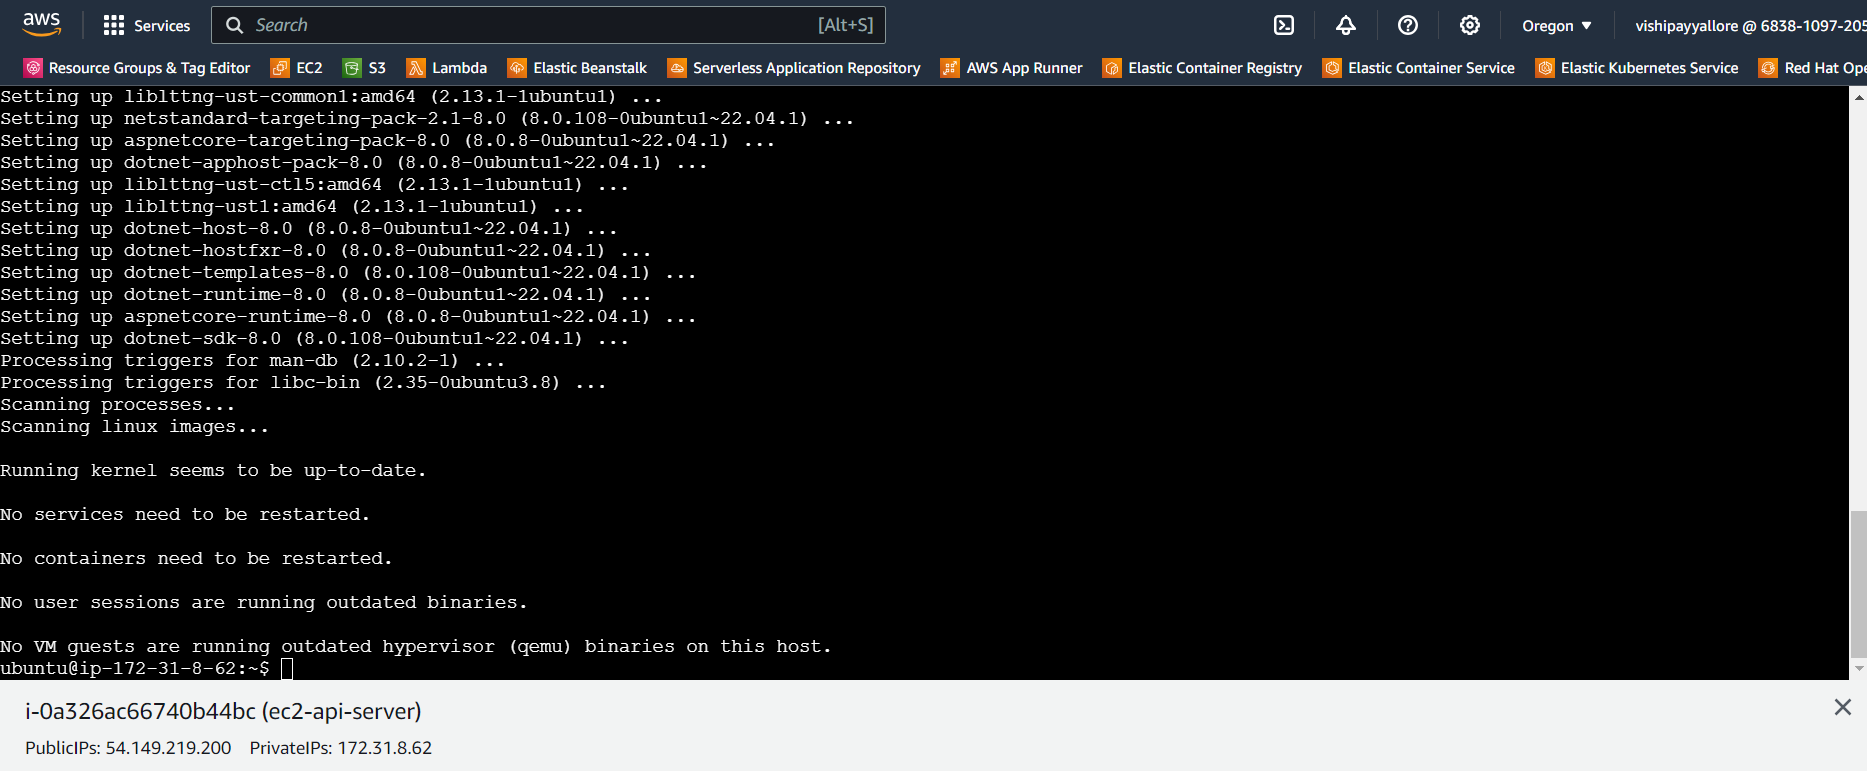 aws
Services
Search
[Alt+S]
Oregon
vishipayyallore @ 6838-1097-205
Resource Groups & Tag Editor
EC2
S3
Lambda
Elastic Beanstalk
Serverless Application Repository
AWS App Runner
Elastic Container Registry
Elastic Container Service
Elastic Kubernetes Service
Red Hat Ope
Setting up liblttng-ust-common1:amd64 (2.13.1-1ubuntu1) ...
Setting up netstandard-targeting-pack-2.1-8.0 (8.0.108-0ubuntu1~22.04.1) ...
Setting up aspnetcore-targeting-pack-8.0 (8.0.8-0ubuntu1~22.04.1) ...
Setting up dotnet-apphost-pack-8.0 (8.0.8-0ubuntu1~22.04.1) ...
Setting up liblttng-ust-ctl5:amd64 (2.13.1-1ubuntu1) ...
Setting up liblttng-ust1:amd64 (2.13.1-1ubuntu1) ...
Setting up dotnet-host-8.0 (8.0.8-0ubuntu1~22.04.1) ...
Setting up dotnet-hostfxr-8.0 (8.0.8-0ubuntu1~22.04.1) ...
Setting up dotnet-templates-8.0 (8.0.108-0ubuntu1~22.04.1) ...
Setting up dotnet-runtime-8.0 (8.0.8-0ubuntu1~22.04.1) ...
Setting up aspnetcore-runtime-8.0 (8.0.8-0ubuntu1~22.04.1) ...
Setting up dotnet-sdk-8.0 (8.0.108-0ubuntu1~22.04.1) ...
Processing triggers for man-db (2.10.2-1) ...
Processing triggers for libc-bin (2.35-0ubuntu3.8) ...
Scanning processes...
Scanning linux images...
Running kernel seems to be up-to-date.
No services need to be restarted.
No containers need to be restarted.
No user sessions are running outdated binaries.
No VM guests are running outdated hypervisor (qemu) binaries on this host.
ubuntu@ip-172-31-8-62:~$
i-0a326ac66740b44bc (ec2-api-server)
PublicIPs: 54.149.219.200 PrivateIPs: 172.31.8.62